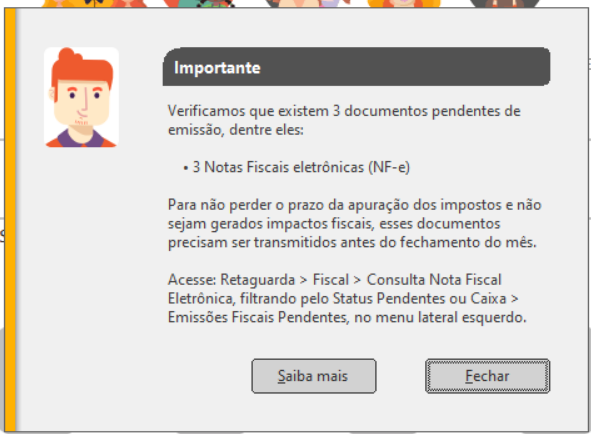 Importante
Verificamos que existem 3 documentos pendentes de
emissão, dentre eles:
• 3 Notas Fiscais eletrônicas (NF-e)
Para não perder o prazo da apuração dos impostos e não
sejam gerados impactos fiscais, esses documentos
precisam ser transmitidos antes do fechamento do mês.
Acesse: Retaguarda > Fiscal > Consulta Nota Fiscal
Eletrônica, filtrando pelo Status Pendentes ou Caixa >
Emissões Fiscais Pendentes, no menu lateral esquerdo.
Saiba mais
Fechar